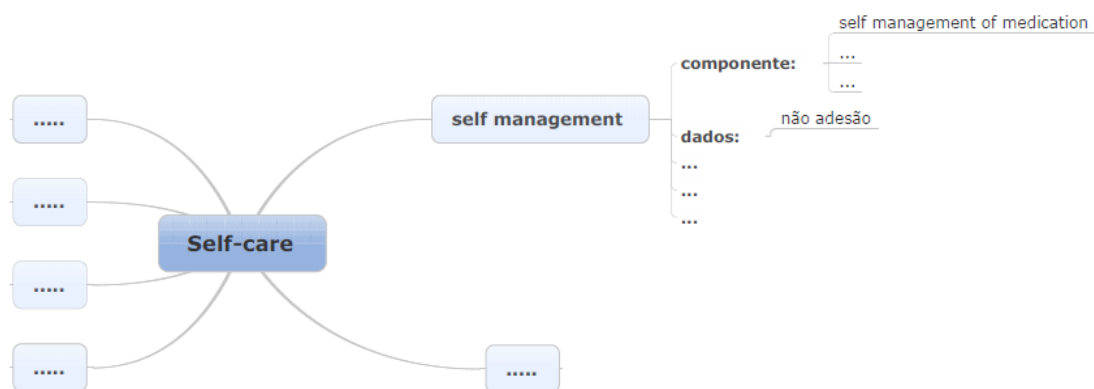 self management of medication
componente:
...
...
.....
self management
não adesão
dados:
...
.....
...
...
Self-care
.....
.....
.....